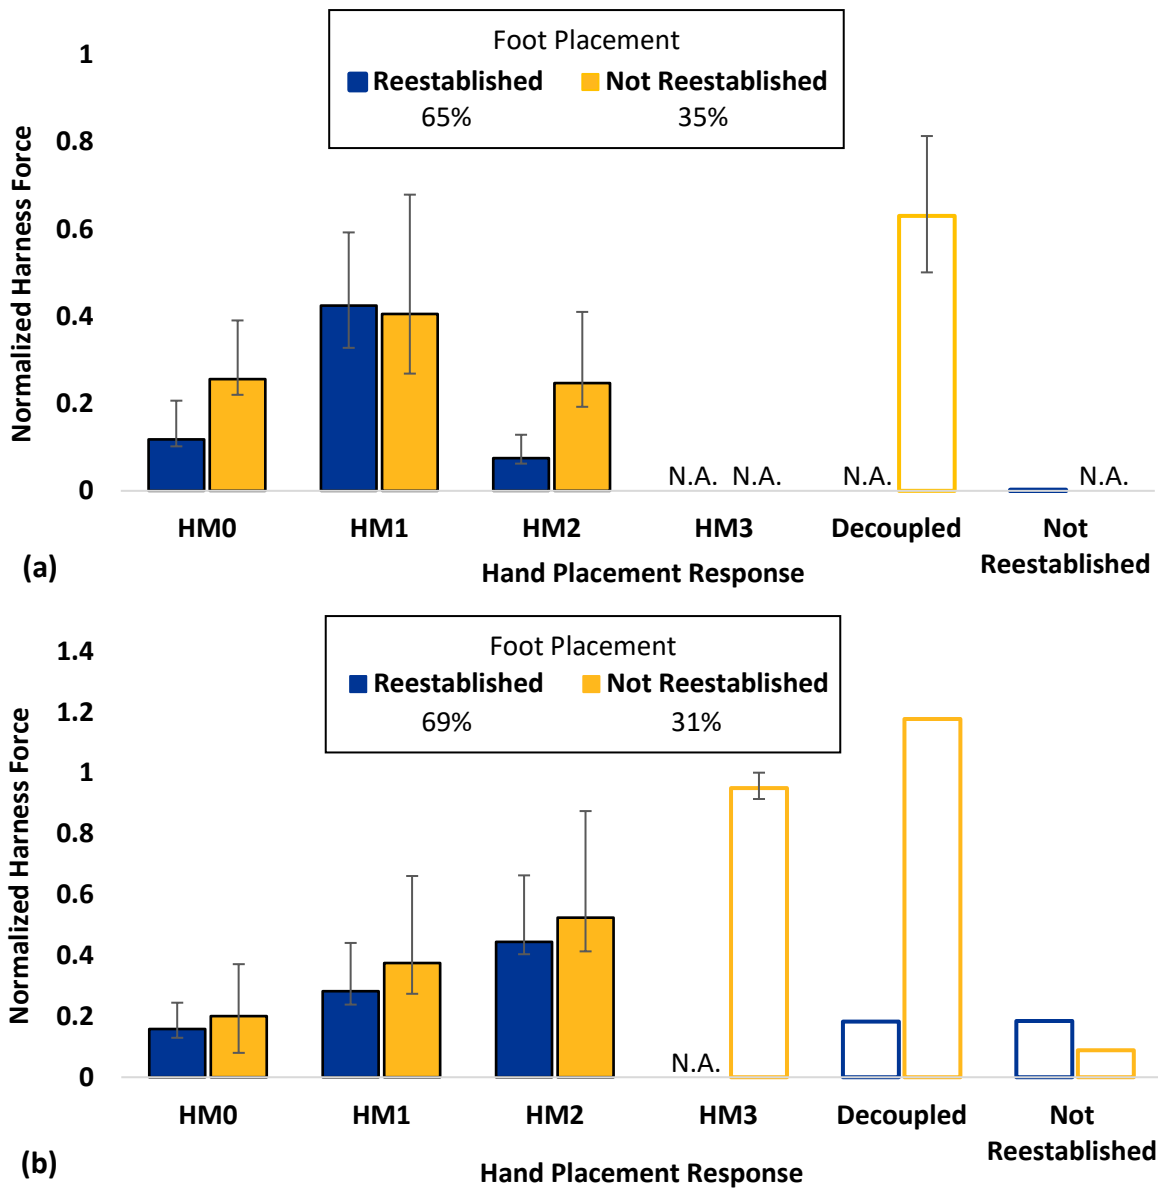 Foot Placement
Reestablished Not Reestablished
65% 35%
Normalized Harness Force
1
0.8
0.6
0.4
0.2
0
N.A. N.A. N.A. N.A.
HM0 HM1 HM2 HM3 Decoupled Not
Reestablished
(a)
Hand Placement Response
Foot Placement
Reestablished Not Reestablished
69% 31%
Normalized Harness Force
1.4
1.2
1
0.8
0.6
0.4
0.2
0
N.A.
HM0 HM1 HM2 HM3 Decoupled Not
Reestablished
(b)
Hand Placement Response